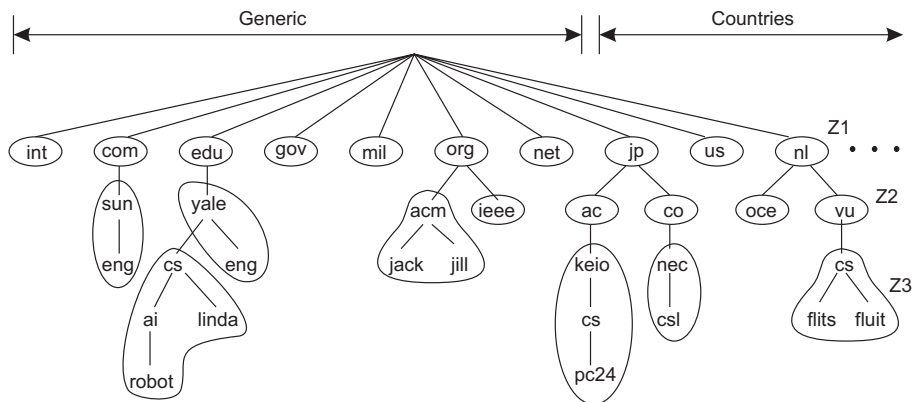 Generic Countries
Z1
int com edu gov mil org net jp us nl . . .
Z2
sun yale acm ieee ac co oce vu
Z3
eng cs eng jack jill keio nec cs
ai linda cs csl flits fluit
robot pc24